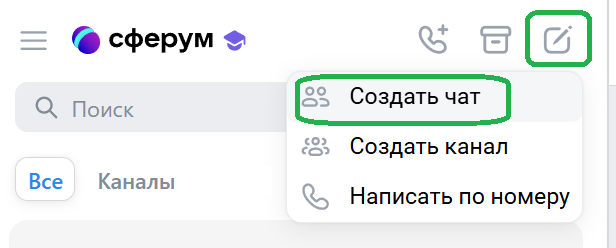 сферум
Поиск
Создать чат
Создать канал
Написать по номеру
Все
Каналы